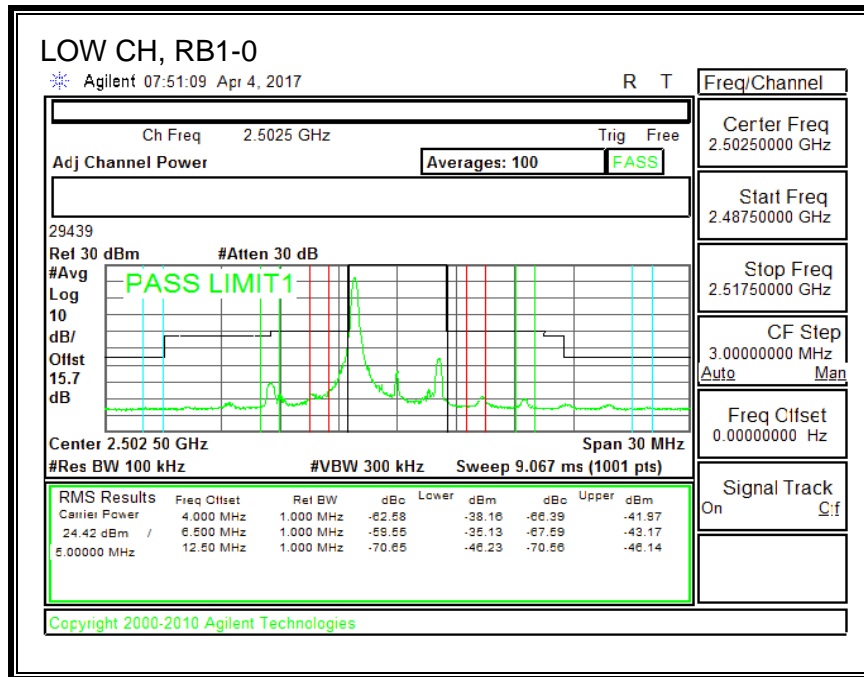 LOW CH, RB1-0
Agilent 07:51:09 Apr 4, 2017 R T
Freq/Channel
Ch Freq 2.5025 GHz Trig Free
Adj Channel Power Averages: 100 PASS
Center Freq
2.50250000 GHz
Start Freq
2.48750000 GHz
Stop Freq
2.51750000 GHz
CF Step
3.00000000 MHz
Auto Man
Freq Offset
0.00000000 Hz
Signal Track
On Off
29439
Ref 30 dBm #Atten 30 dB
#Avg
Log
10
dB/
Offst
15.7
dB
PASS LIMIT1
Center 2.502 50 GHz Span 30 MHz
#Res BW 100 kHz #VBW 300 kHz Sweep 9.067 ms (1001 pts)
RMS Results Freq Offset Ref BW dBc Lower dBm dBc Upper dBm
Carrier Power 4.000 MHz 1.000 MHz -62.58 -38.16 -66.39 -41.97
24.42 dBm / 6.500 MHz 1.000 MHz -59.55 -35.13 -67.59 -43.17
5.00000 MHz 12.50 MHz 1.000 MHz -70.65 -46.23 -70.56 -46.14
Copyright 2000-2010 Agilent Technologies